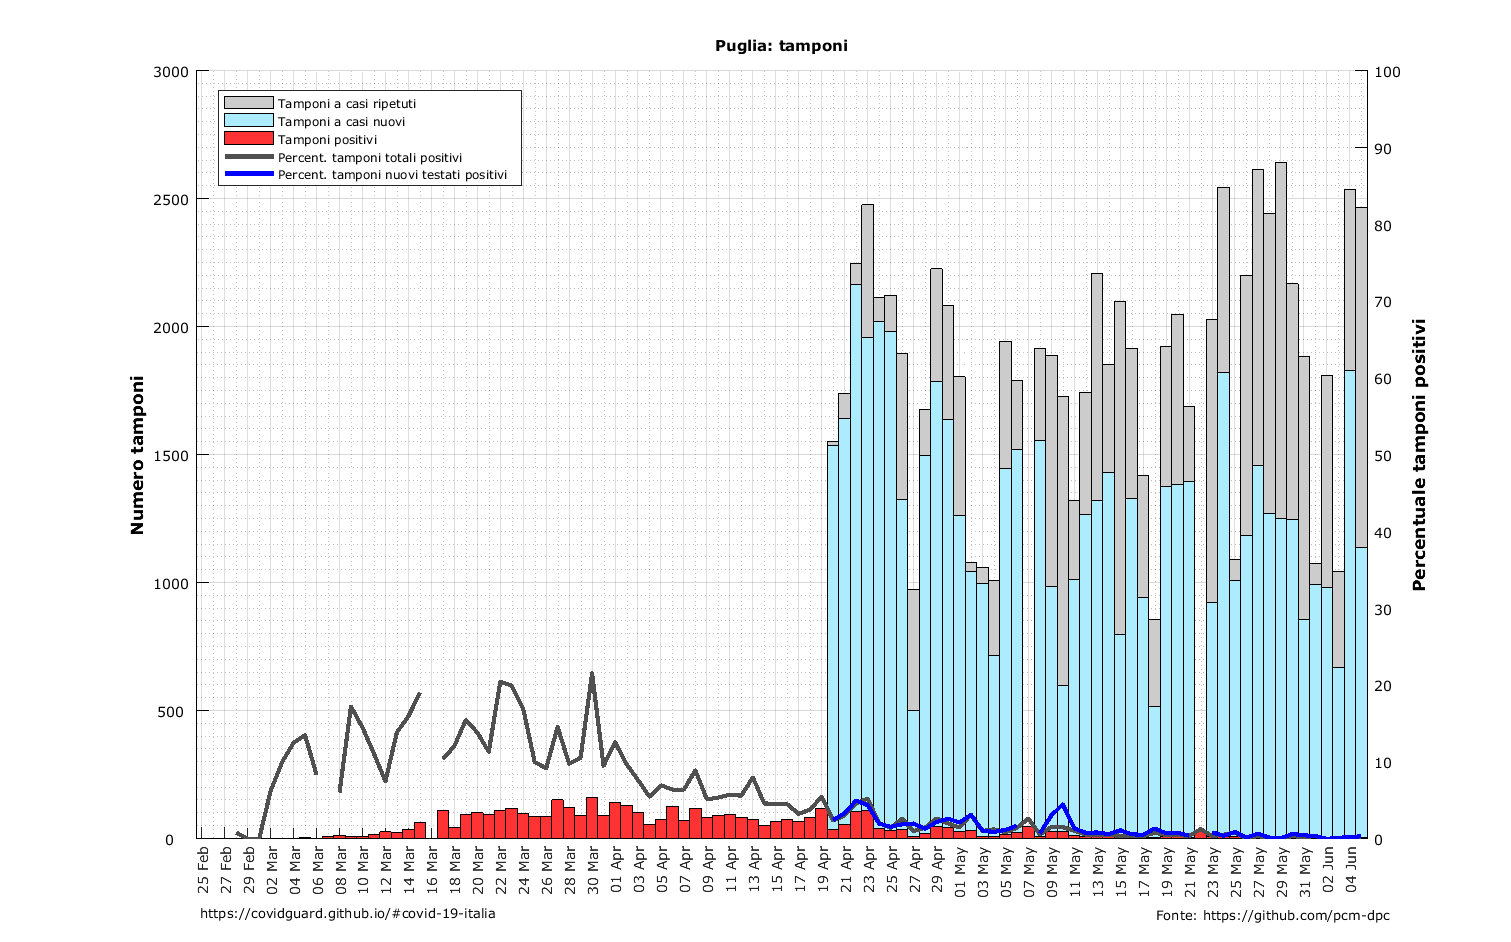 Puglia: tamponi
Tamponi a casi ripetuti
Tamponi a casi nuovi
Tamponi positivi
Percent. tamponi totali positivi
Percent. tamponi nuovi testati positivi
Numero tamponi
3000
2500
2000
1500
1000
500
0
Percentuale tamponi positivi
100
90
80
70
60
50
40
30
20
10
0
25 Feb
27 Feb
29 Feb
02 Mar
04 Mar
06 Mar
08 Mar
10 Mar
12 Mar
14 Mar
16 Mar
18 Mar
20 Mar
22 Mar
24 Mar
26 Mar
28 Mar
30 Mar
01 Apr
03 Apr
05 Apr
07 Apr
09 Apr
11 Apr
13 Apr
15 Apr
17 Apr
19 Apr
21 Apr
23 Apr
25 Apr
27 Apr
29 Apr
01 May
03 May
05 May
07 May
09 May
11 May
13 May
15 May
17 May
19 May
21 May
23 May
25 May
27 May
29 May
31 May
02 Jun
04 Jun
https://covidguard.github.io/#covid-19-italia
Fonte: https://github.com/pcm-dpc